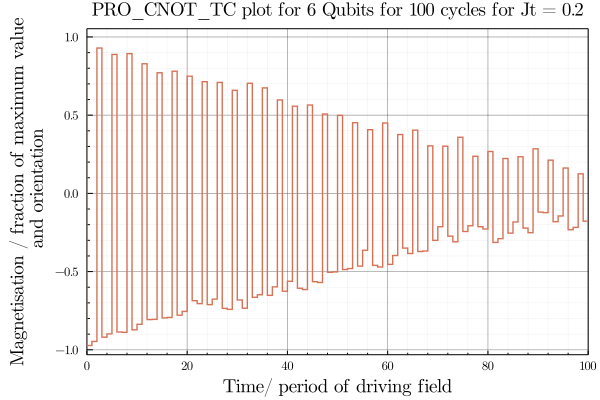 PRO_CNOT_TC plot for 6 Qubits for 100 cycles for Jt = 0.2
Magnetisation / fraction of maximum value
and orientation
1.0
0.5
0.0
−0.5
−1.0
0 20 40 60 80 100
Time/ period of driving field